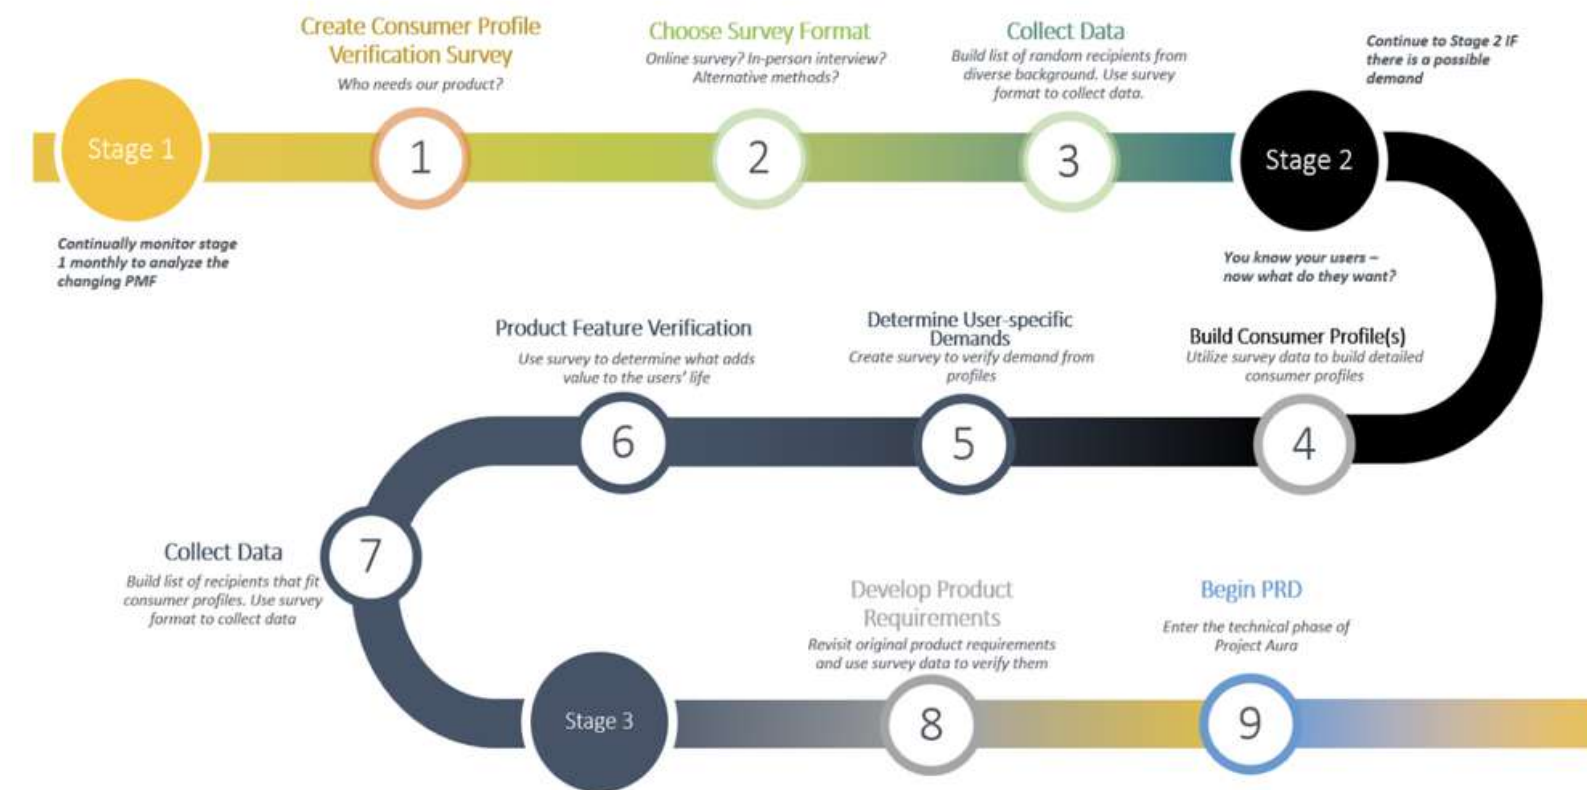 Create Consumer Profile
Verification Survey
Who needs our product?
Choose Survey Format
Online survey? In-person interview?
Alternative methods?
Collect Data
Build list of random recipients from
diverse background. Use survey
format to collect data.
Continue to Stage 2 IF
there is a possible
demand
Stage 1
1
2
3
Stage 2
Continually monitor stage
1 monthly to analyze the
changing PMF
You know your users –
now what do they want?
Product Feature Verification
Use survey to determine what adds
value to the users' life
Determine User-specific
Demands
Create survey to verify demand from
profiles
Build Consumer Profile(s)
Utilize survey data to build detailed
consumer profiles
6
5
4
7
Collect Data
Build list of recipients that fit
consumer profiles. Use survey
format to collect data
Develop Product
Requirements
Revisit original product requirements
and use survey data to verify them
Begin PRD
Enter the technical phase of
Project Aura
Stage 3
8
9